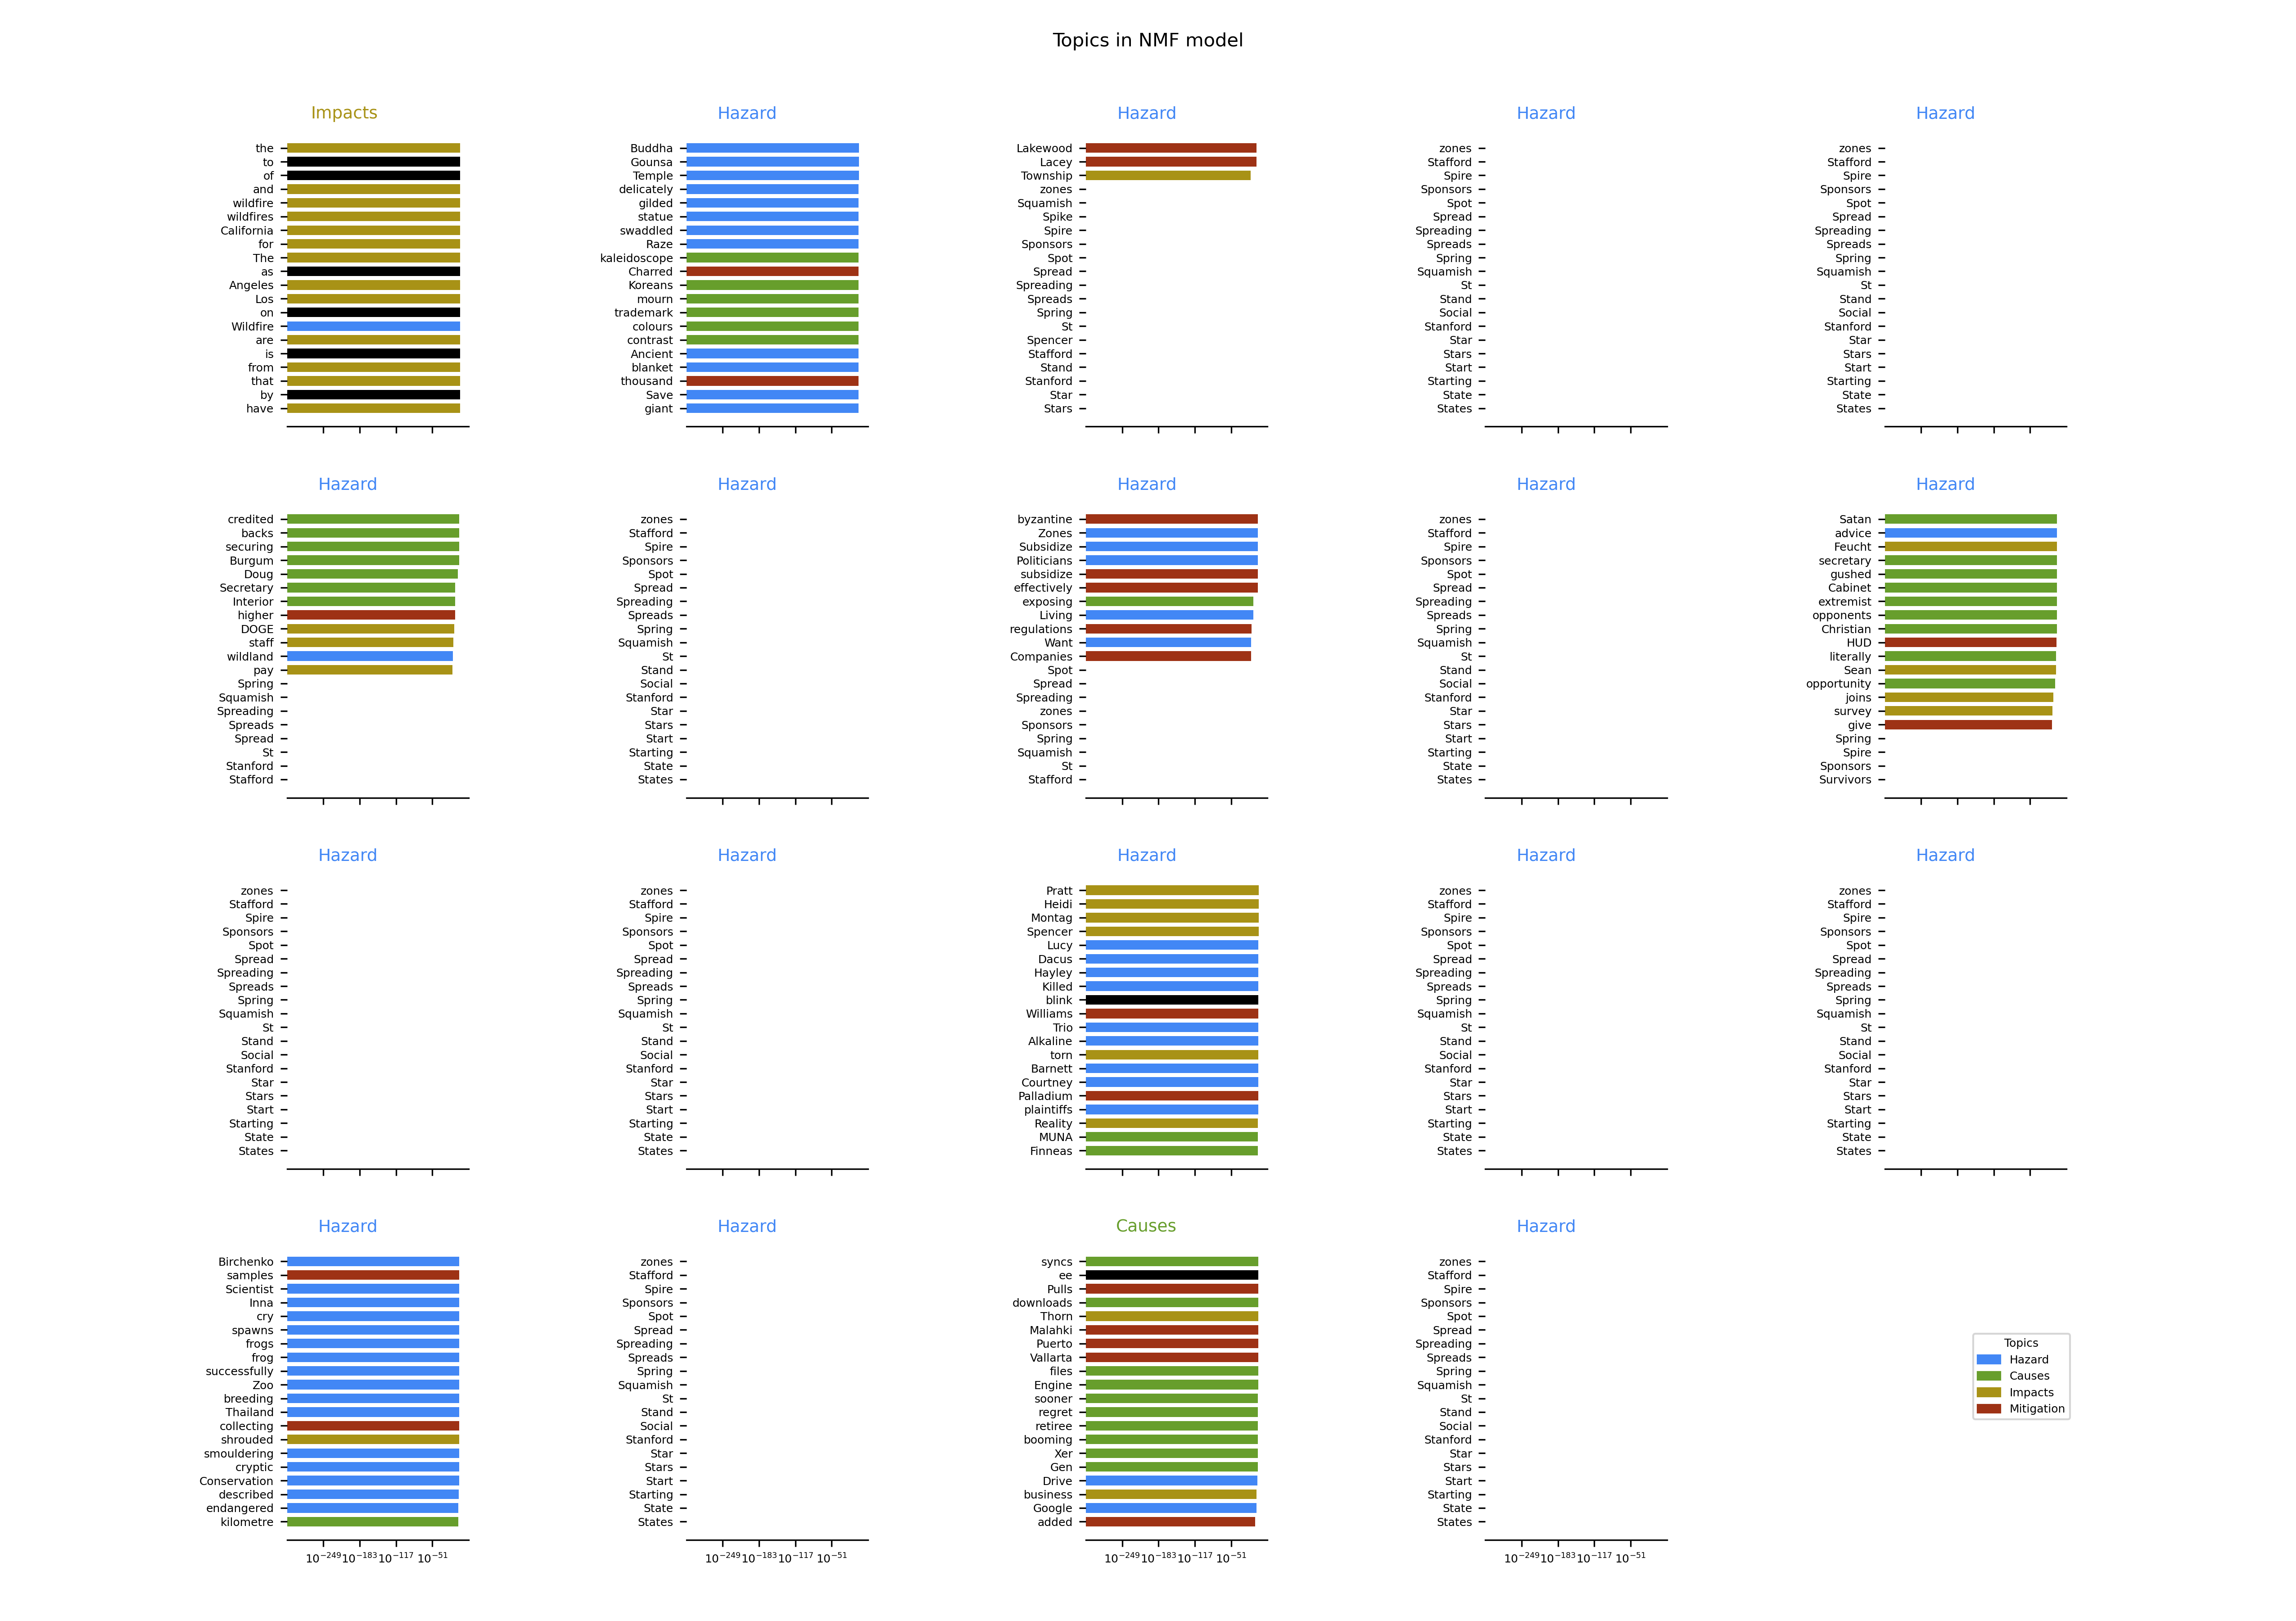 Topics in NMF model
Impacts
the
to
of
and
wildfire
wildfires
California
for
The
as
Angeles
Los
on
Wildfire
are
is
from
that
by
have
Hazard
Buddha
Gounsa
Temple
delicately
gilded
statue
swaddled
Raze
kaleidoscope
Charred
Koreans
mourn
trademark
colours
contrast
Ancient
blanket
thousand
Save
giant
Hazard
Lakewood
Lacey
Township
zones
Squamish
Spike
Spire
Sponsors
Spot
Spread
Spreading
Spreads
Spring
St
Spencer
Stafford
Stand
Stanford
Star
Stars
Hazard
zones
Stafford
Spire
Sponsors
Spot
Spread
Spreading
Spreads
Spring
Squamish
St
Stand
Social
Stanford
Star
Stars
Start
Starting
State
States
Hazard
zones
Stafford
Spire
Sponsors
Spot
Spread
Spreading
Spreads
Spring
Squamish
St
Stand
Social
Stanford
Star
Stars
Start
Starting
State
States
Hazard
credited
backs
securing
Burgum
Doug
Secretary
Interior
higher
DOGE
staff
wildland
pay
Spring
Squamish
Spreading
Spreads
Spread
St
Stanford
Stafford
Hazard
zones
Stafford
Spire
Sponsors
Spot
Spread
Spreading
Spreads
Spring
Squamish
St
Stand
Social
Stanford
Star
Stars
Start
Starting
State
States
Hazard
byzantine
Zones
Subsidize
Politicians
subsidize
effectively
exposing
Living
regulations
Want
Companies
Spot
Spread
Spreading
zones
Sponsors
Spring
Squamish
St
Stafford
Hazard
zones
Stafford
Spire
Sponsors
Spot
Spread
Spreading
Spreads
Spring
Squamish
St
Stand
Social
Stanford
Star
Stars
Start
Starting
State
States
Hazard
Satan
advice
Feucht
secretary
gushed
Cabinet
extremist
opponents
Christian
HUD
literally
Sean
opportunity
joins
survey
give
Spring
Spire
Sponsors
Survivors
Hazard
zones
Stafford
Spire
Sponsors
Spot
Spread
Spreading
Spreads
Spring
Squamish
St
Stand
Social
Stanford
Star
Stars
Start
Starting
State
States
Hazard
zones
Stafford
Spire
Sponsors
Spot
Spread
Spreading
Spreads
Spring
Squamish
St
Stand
Social
Stanford
Star
Stars
Start
Starting
State
States
Hazard
Pratt
Heidi
Montag
Spencer
Lucy
Dacus
Hayley
Killed
blink
Williams
Trio
Alkaline
torn
Barnett
Courtney
Palladium
plaintiffs
Reality
MUNA
Finneas
Hazard
zones
Stafford
Spire
Sponsors
Spot
Spread
Spreading
Spreads
Spring
Squamish
St
Stand
Social
Stanford
Star
Stars
Start
Starting
State
States
Hazard
zones
Stafford
Spire
Sponsors
Spot
Spread
Spreading
Spreads
Spring
Squamish
St
Stand
Social
Stanford
Star
Stars
Start
Starting
State
States
Hazard
Birchenko
samples
Scientist
Inna
cry
spawns
frogs
frog
successfully
Zoo
breeding
Thailand
collecting
shrouded
smouldering
cryptic
Conservation
described
endangered
kilometre
10^-249 10^-183 10^-117 10^-51
Hazard
zones
Stafford
Spire
Sponsors
Spot
Spread
Spreading
Spreads
Spring
Squamish
St
Stand
Social
Stanford
Star
Stars
Start
Starting
State
States
10^-249 10^-183 10^-117 10^-51
Causes
syncs
ee
Pulls
downloads
Thorn
Malahki
Puerto
Vallarta
files
Engine
sooner
regret
retiree
booming
Xer
Gen
Drive
business
Google
added
10^-249 10^-183 10^-117 10^-51
Hazard
zones
Stafford
Spire
Sponsors
Spot
Spread
Spreading
Spreads
Spring
Squamish
St
Stand
Social
Stanford
Star
Stars
Start
Starting
State
States
10^-249 10^-183 10^-117 10^-51
Topics
Hazard
Causes
Impacts
Mitigation